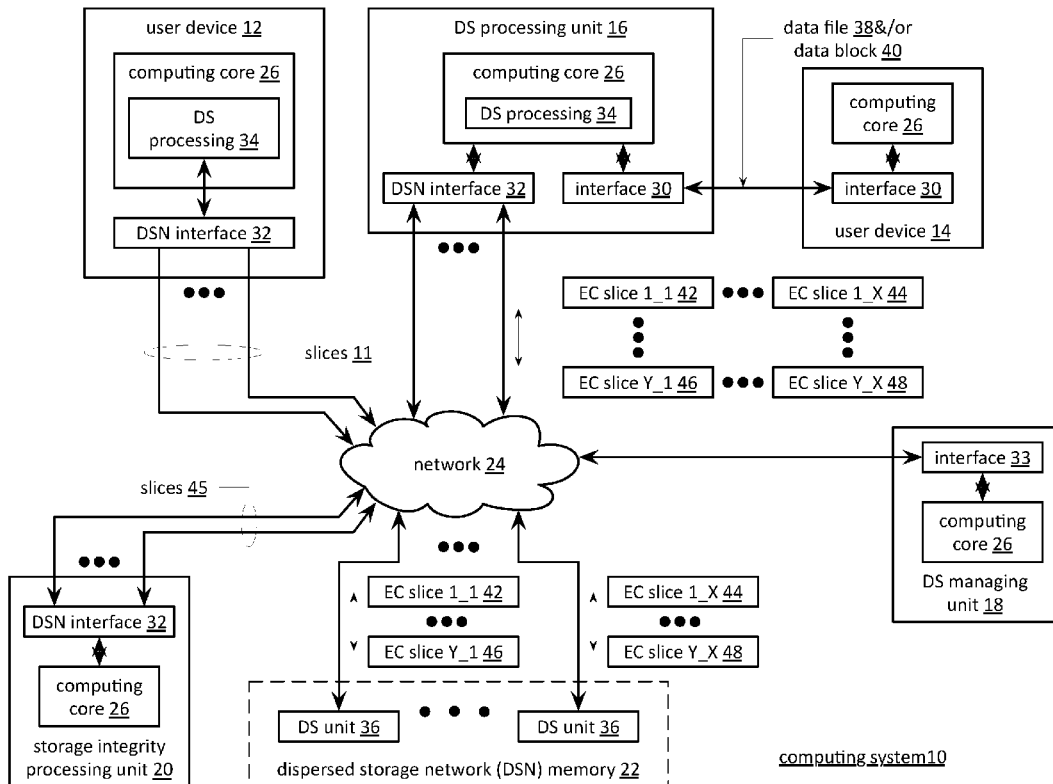 user device 12
computing core 26
DS
processing 34
DSN interface 32
DS processing unit 16
computing core 26
DS processing 34
DSN interface 32
interface 30
data file 38&/or
data block 40
computing
core 26
interface 30
user device 14
slices 11
EC slice 1_1 42
EC slice 1_X 44
EC slice Y_1 46
EC slice Y_X 48
network 24
slices 45
interface 33
computing
core 26
DS managing
unit 18
DSN interface 32
computing
core 26
storage integrity
processing unit 20
EC slice 1_1 42
EC slice Y_1 46
EC slice 1_X 44
EC slice Y_X 48
DS unit 36
DS unit 36
dispersed storage network (DSN) memory 22
computing system10